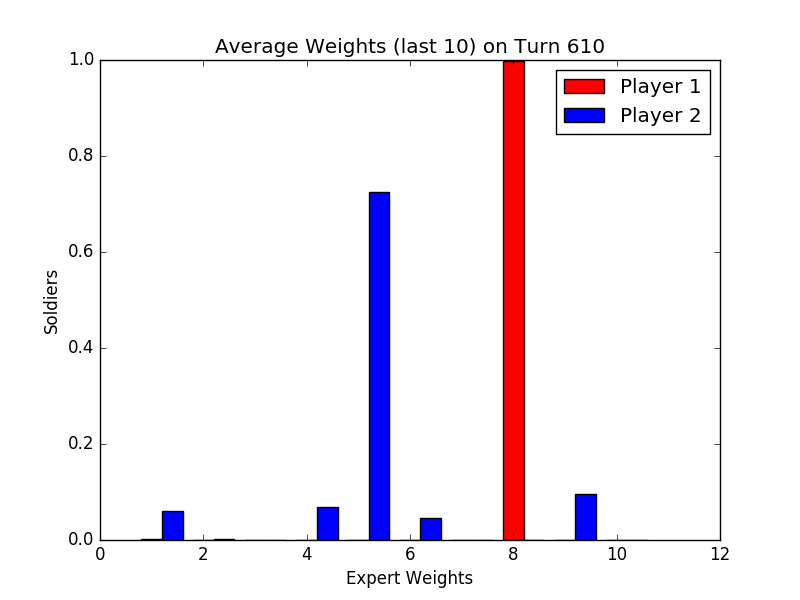 Average Weights (last 10) on Turn 610
1.0
0.8
0.6
0.4
0.2
0.0
Soldiers
0 2 4 6 8 10 12
Expert Weights
Player 1
Player 2